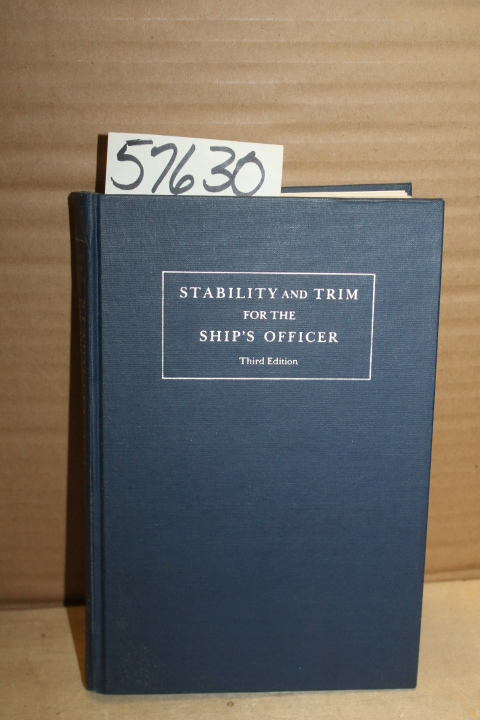 57630
STABILITY AND TRIM
FOR THE
SHIP'S OFFICER
Third Edition